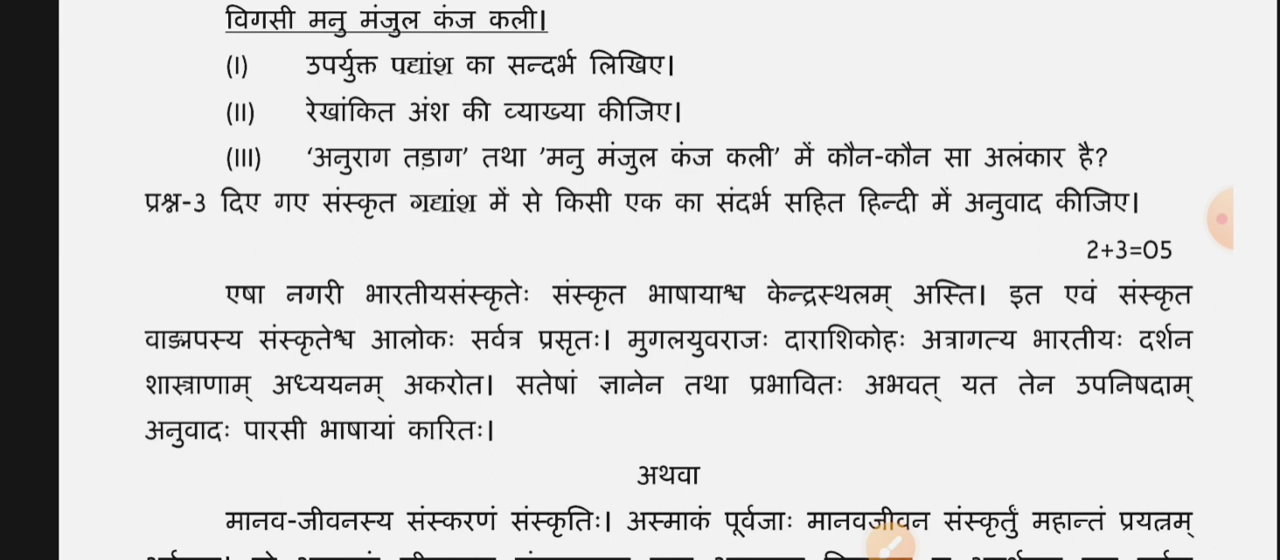 विगसी मनु मंजुल कंज कली।
(I) उपर्युक्त पद्यांश का सन्दर्भ लिखिए।
(II) रेखांकित अंश की व्याख्या कीजिए।
(III) ‘अनुराग तड़ाग’ तथा ’मनु मंजुल कंज कली’ में कौन-कौन सा अलंकार है?
प्रश्न-3 दिए गए संस्कृत गद्यांश में से किसी एक का संदर्भ सहित हिन्दी में अनुवाद कीजिए।
2+3=05
एषा नगरी भारतीयसंस्कृतेः संस्कृत भाषायाश्च केन्द्रस्थलम् अस्ति। इत एवं संस्कृत
वाङ्मपस्य संस्कृतेश्च आलोकः सर्वत्र प्रसृतः। मुगलयुवराजः दाराशिकोहः अत्रागत्य भारतीयः दर्शन
शास्त्राणाम् अध्ययनम् अकरोत। सतेषां ज्ञानेन तथा प्रभावितः अभवत् यत तेन उपनिषदाम्
अनुवादः पारसी भाषायां कारितः।
अथवा
मानव-जीवनस्य संस्करणं संस्कृतिः। अस्माकं पूर्वजाः मानवजीवन संस्कृर्तुं महान्तं प्रयत्नम्